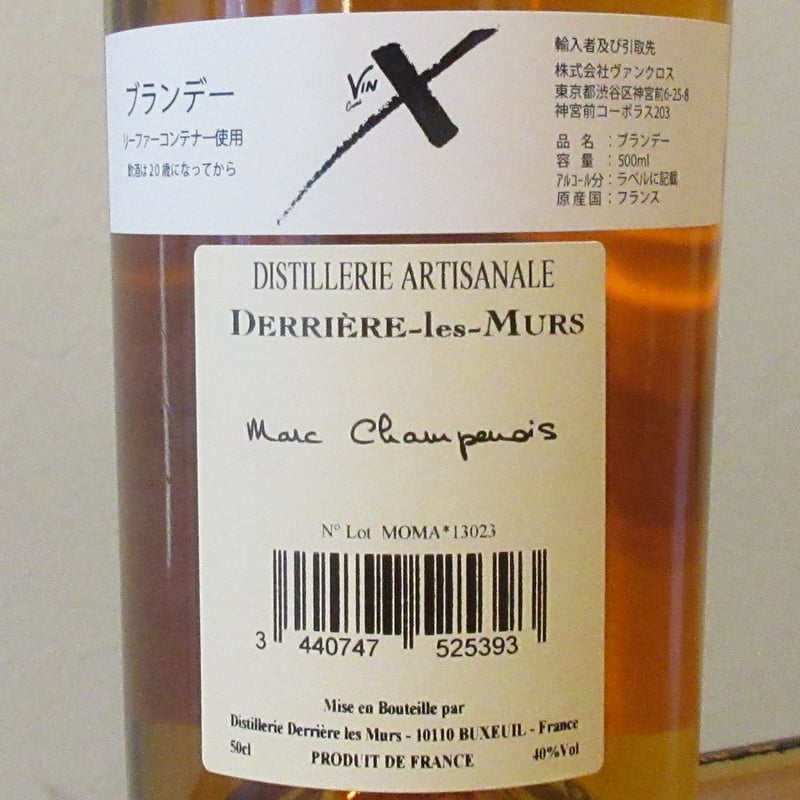 ブランデー
リーファーコンテナー使用
飲酒は20歳になってから
VIN
輸入者及び引取先
株式会社ヴァンクロス
東京都渋谷区神宮前6-25-8
神宮前コーポラス203
品 名 : ブランデー
容 量 : 500ml
アルコール分 : ラベルに記載
原産国 : フランス
DISTILLERIE ARTISANALE
DERRIÈRE-les-MURS
Marc Champenois
N° Lot MOMA*13023
3 440747 525393
Mise en Bouteille par
Distillerie Derrière les Murs - 10110 BUXEUIL - France
50cl PRODUIT DE FRANCE 40%Vol